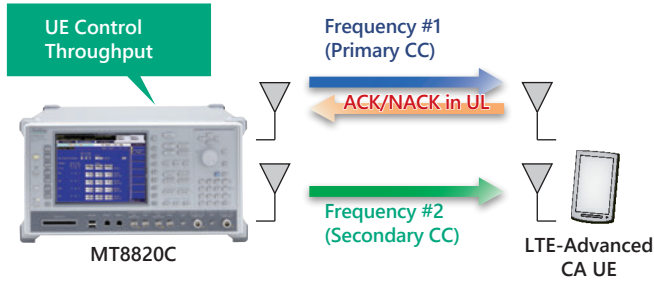 UE Control
Throughput
Frequency #1
(Primary CC)
ACK/NACK in UL
Frequency #2
(Secondary CC)
MT8820C
LTE-Advanced
CA UE